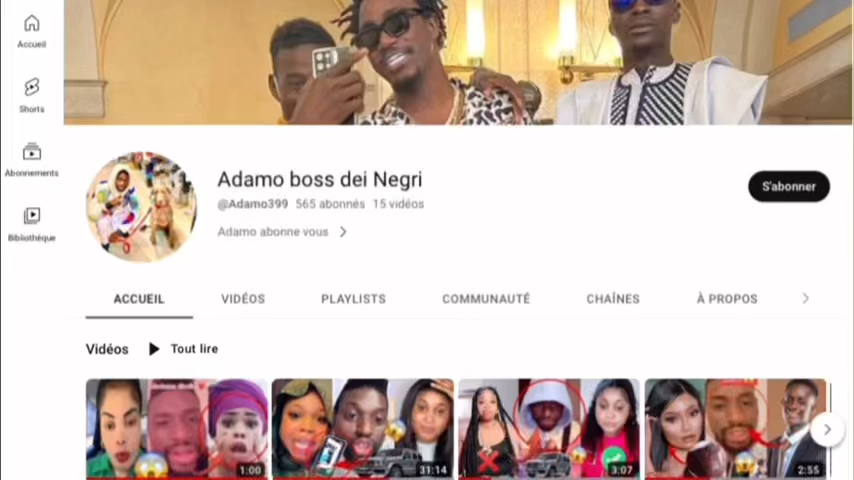 Accueil
Shorts
Abonnements
Bibliothèque
Adamo boss dei Negri
@Adamo399 565 abonnés 15 vidéos
Adamo abonne vous
S'abonner
ACCUEIL VIDÉOS PLAYLISTS COMMUNAUTÉ CHAÎNES À PROPOS
Vidéos Tout lire
1:00 31:14 3:07 2:55